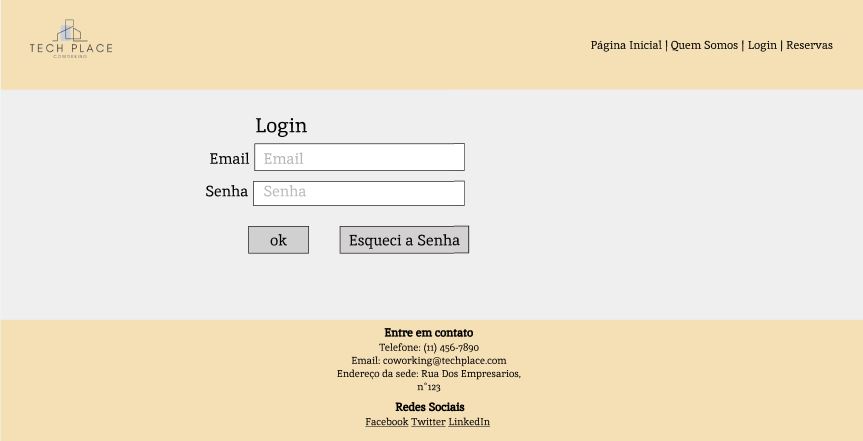 TECH PLACE
COWORKING
Página Inicial | Quem Somos | Login | Reservas
Login
Email Email
Senha Senha
ok Esqueci a Senha
Entre em contato
Telefone: (11) 456-7890
Email: coworking@techplace.com
Endereço da sede: Rua Dos Empresarios,
n°123
Redes Sociais
Facebook Twitter LinkedIn